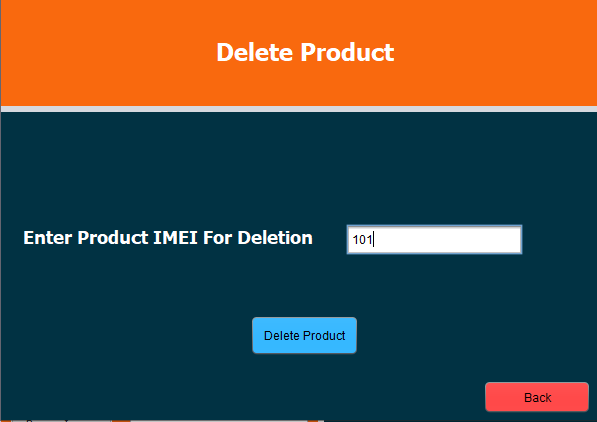 Delete Product
Enter Product IMEI For Deletion
101
Delete Product
Back